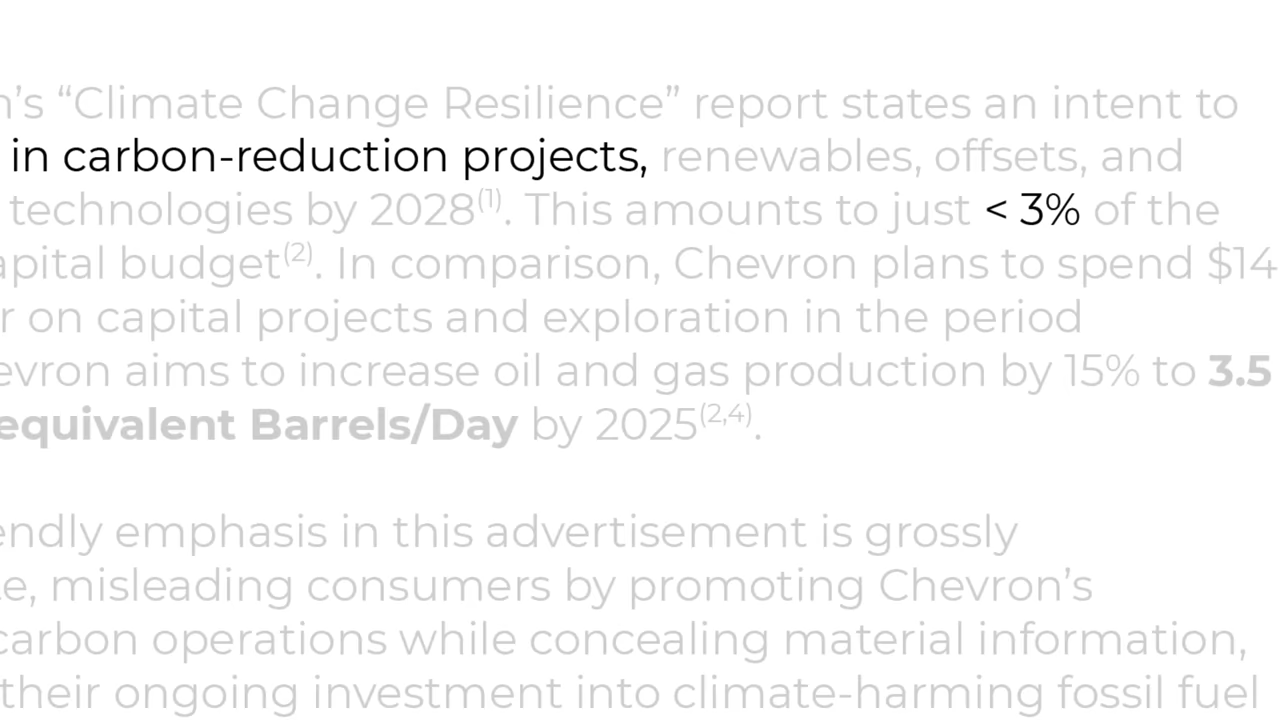 n's “Climate Change Resilience” report states an intent to
in carbon-reduction projects, renewables, offsets, and
technologies by 2028(1). This amounts to just < 3% of the
apital budget(2). In comparison, Chevron plans to spend $14
r on capital projects and exploration in the period
evron aims to increase oil and gas production by 15% to 3.5
equivalent Barrels/Day by 2025(2,4).
endly emphasis in this advertisement is grossly
te, misleading consumers by promoting Chevron’s
carbon operations while concealing material information,
their ongoing investment into climate-harming fossil fuel